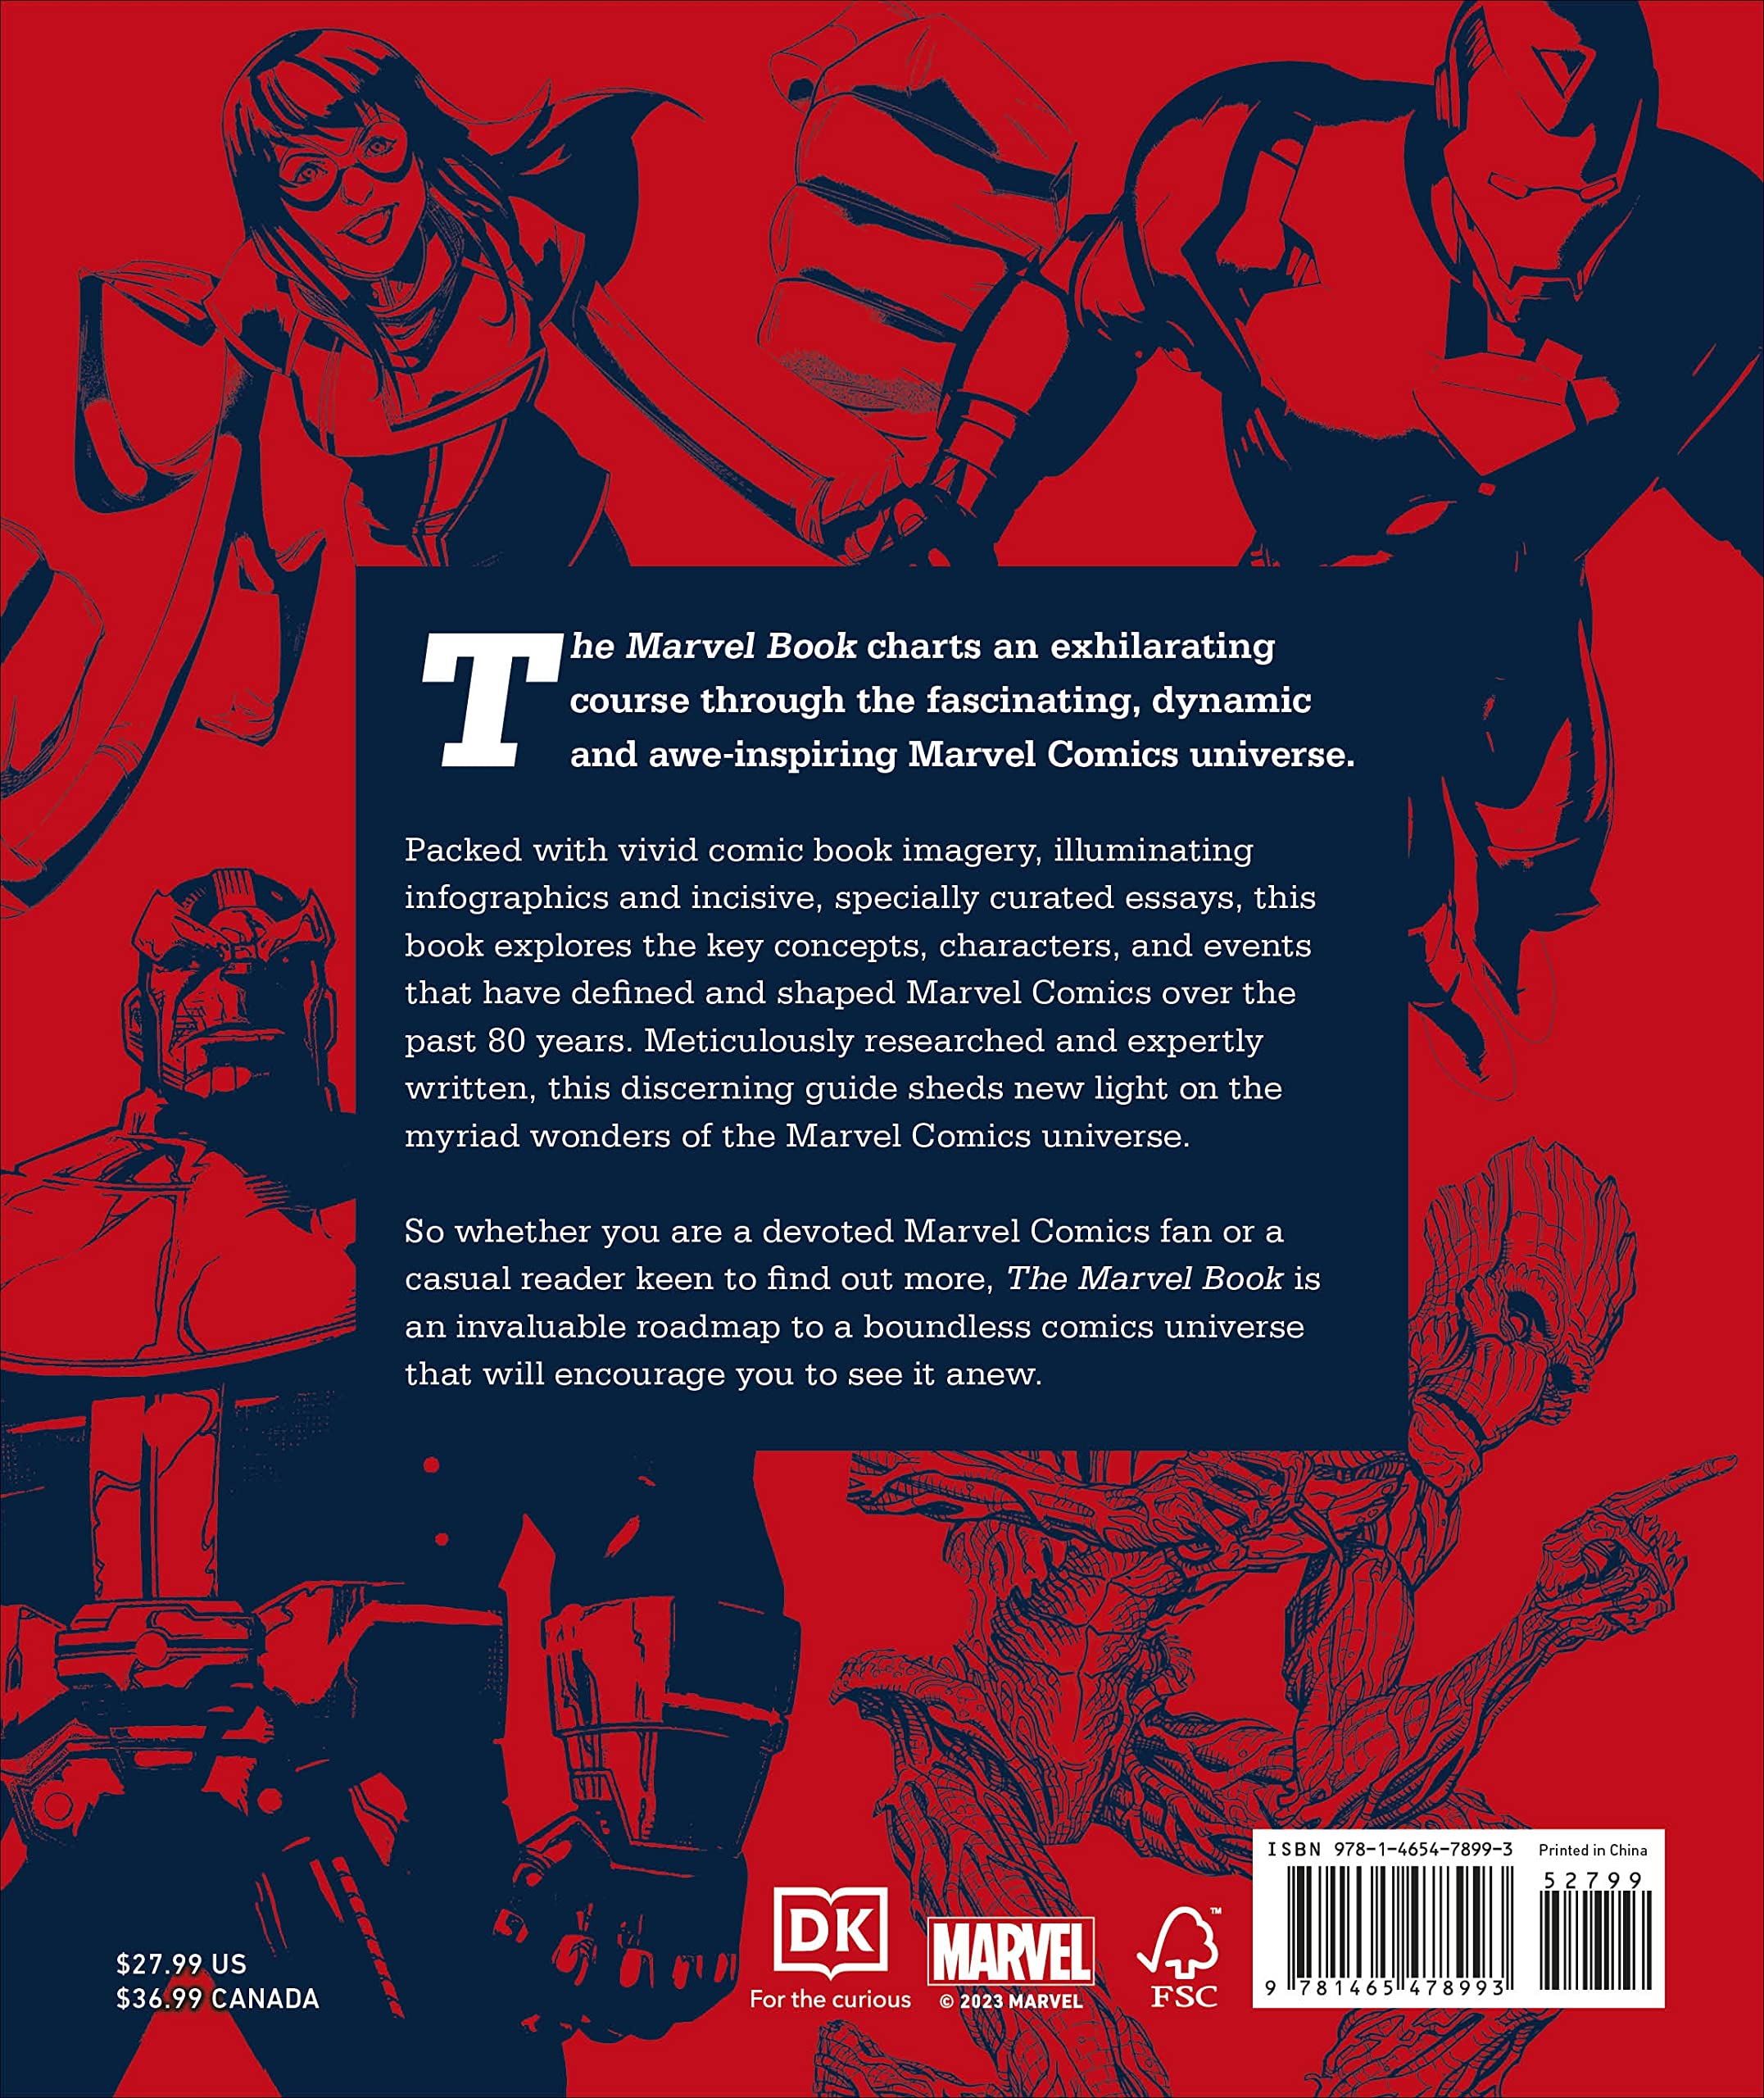 The Marvel Book charts an exhilarating
course through the fascinating, dynamic
and awe-inspiring Marvel Comics universe.
Packed with vivid comic book imagery, illuminating
infographics and incisive, specially curated essays, this
book explores the key concepts, characters, and events
that have defined and shaped Marvel Comics over the
past 80 years. Meticulously researched and expertly
written, this discerning guide sheds new light on the
myriad wonders of the Marvel Comics universe.
So whether you are a devoted Marvel Comics fan or a
casual reader keen to find out more, The Marvel Book is
an invaluable roadmap to a boundless comics universe
that will encourage you to see it anew.
$27.99 US
$36.99 CANADA
DK
For the curious
MARVEL
© 2023 MARVEL
™
FSC
ISBN 978-1-4654-7899-3
Printed in China
52799
9 781465 478993